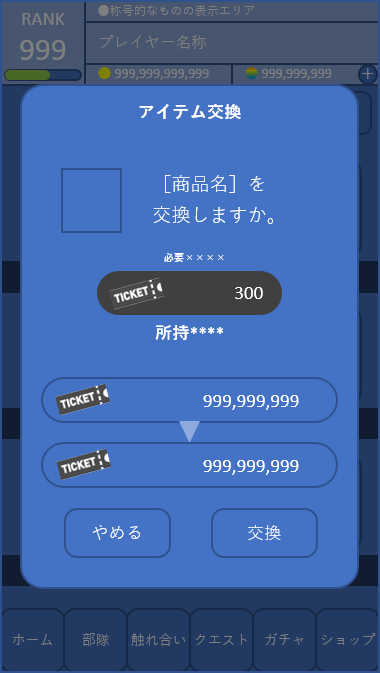 RANK
999
●称号的なものの表示エリア
プレイヤー名称
999,999,999,999
999,999,999
+
アイテム交換
［商品名］を
交換しますか。
必要××××
TICKET
300
所持****
TICKET
999,999,999
TICKET
999,999,999
やめる
交換
ホーム
部隊
触れ合い
クエスト
ガチャ
ショップ